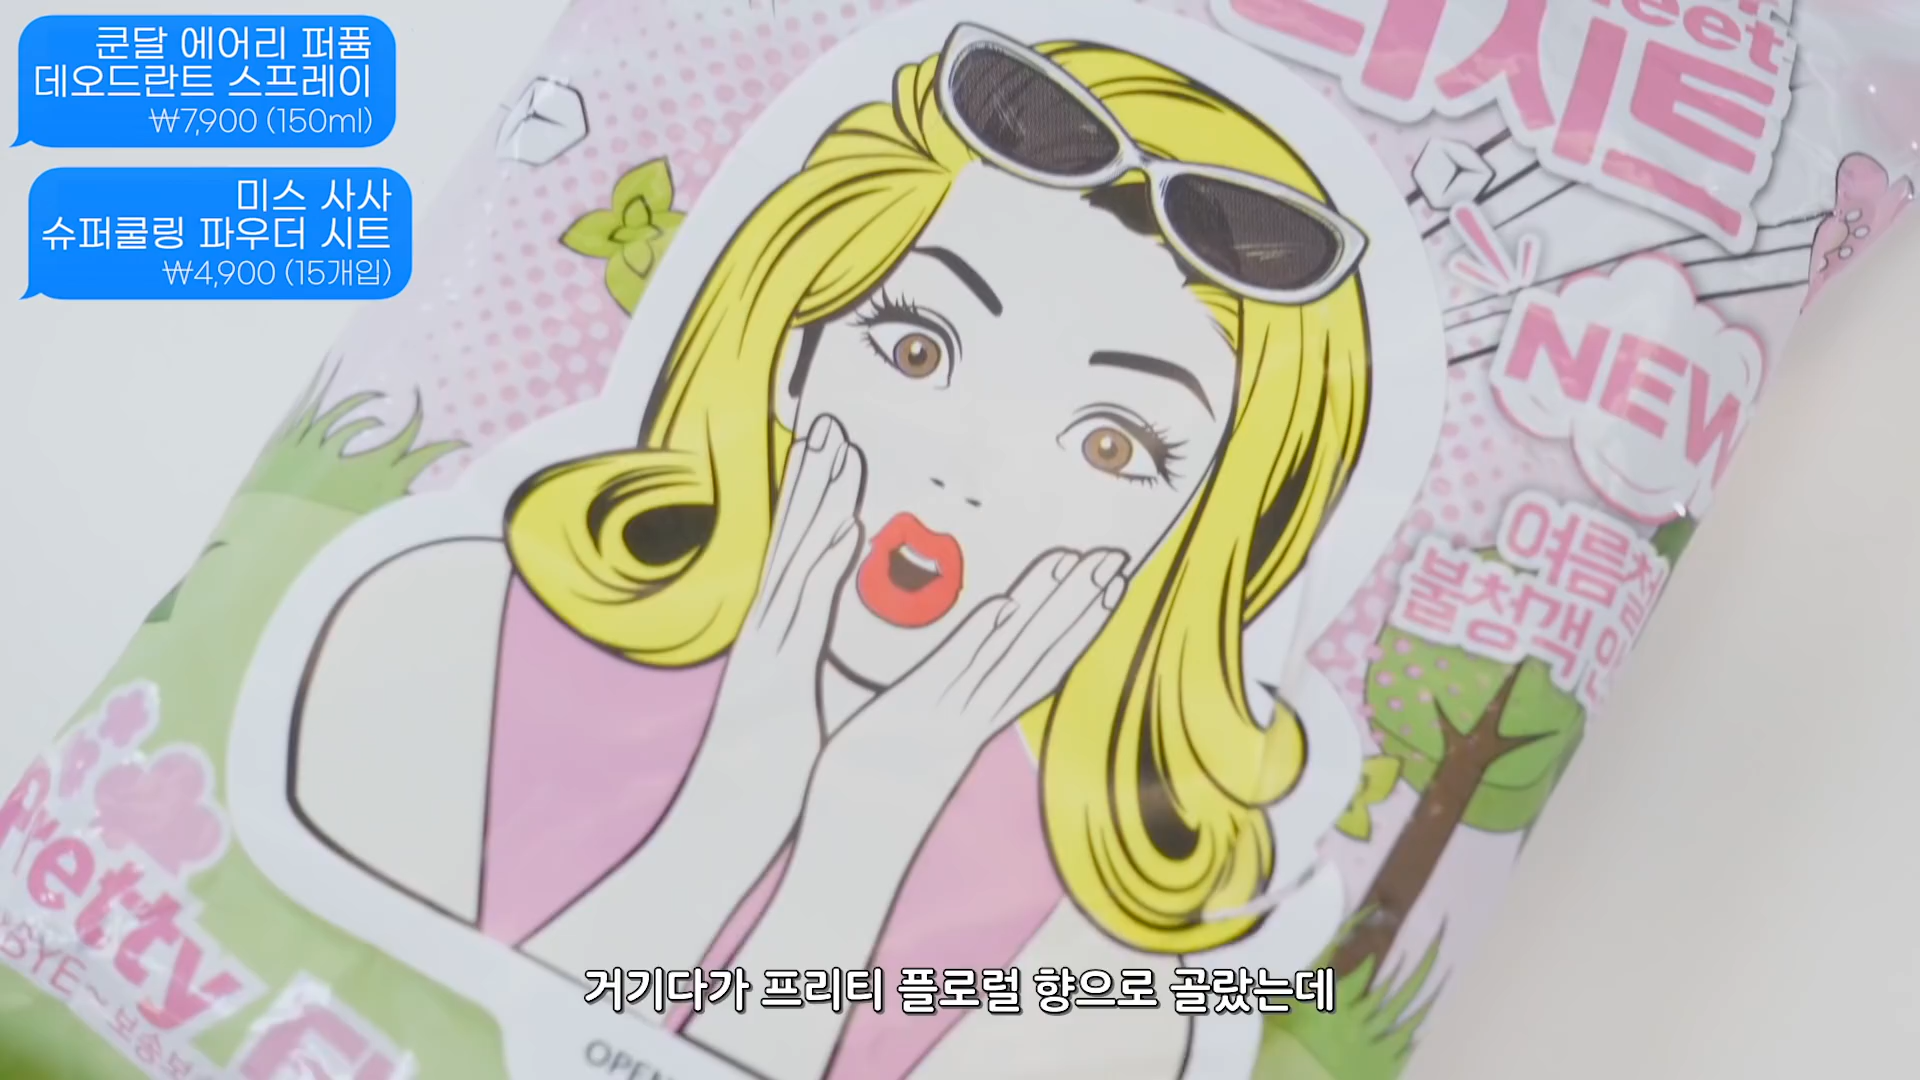 쿤달 에어리 퍼퓸
데오드란트 스프레이
₩7,900 (150ml)
미스 사사
슈퍼쿨링 파우더 시트
₩4,900 (15개입)
시트
NEW
여름철
불청객
Pretty
BYE~
OPEN
거기다가 프리티 플로럴 향으로 골랐는데